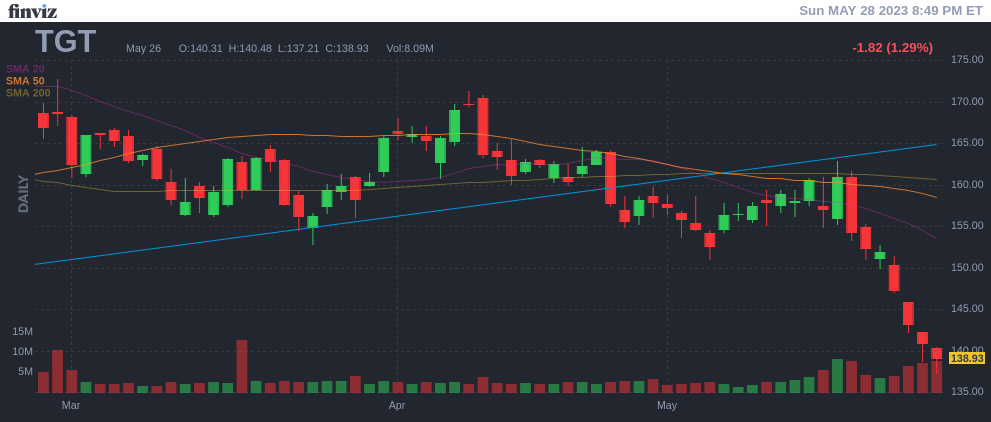 finviz
Sun MAY 28 2023 8:49 PM ET
TGT
May 26 O:140.31 H:140.48 L:137.21 C:138.93 Vol:8.09M
-1.82 (1.29%)
SMA 20
SMA 50
SMA 200
DAILY
175.00
170.00
165.00
160.00
155.00
150.00
145.00
140.00
138.93
135.00
15M
10M
5M
Mar
Apr
May